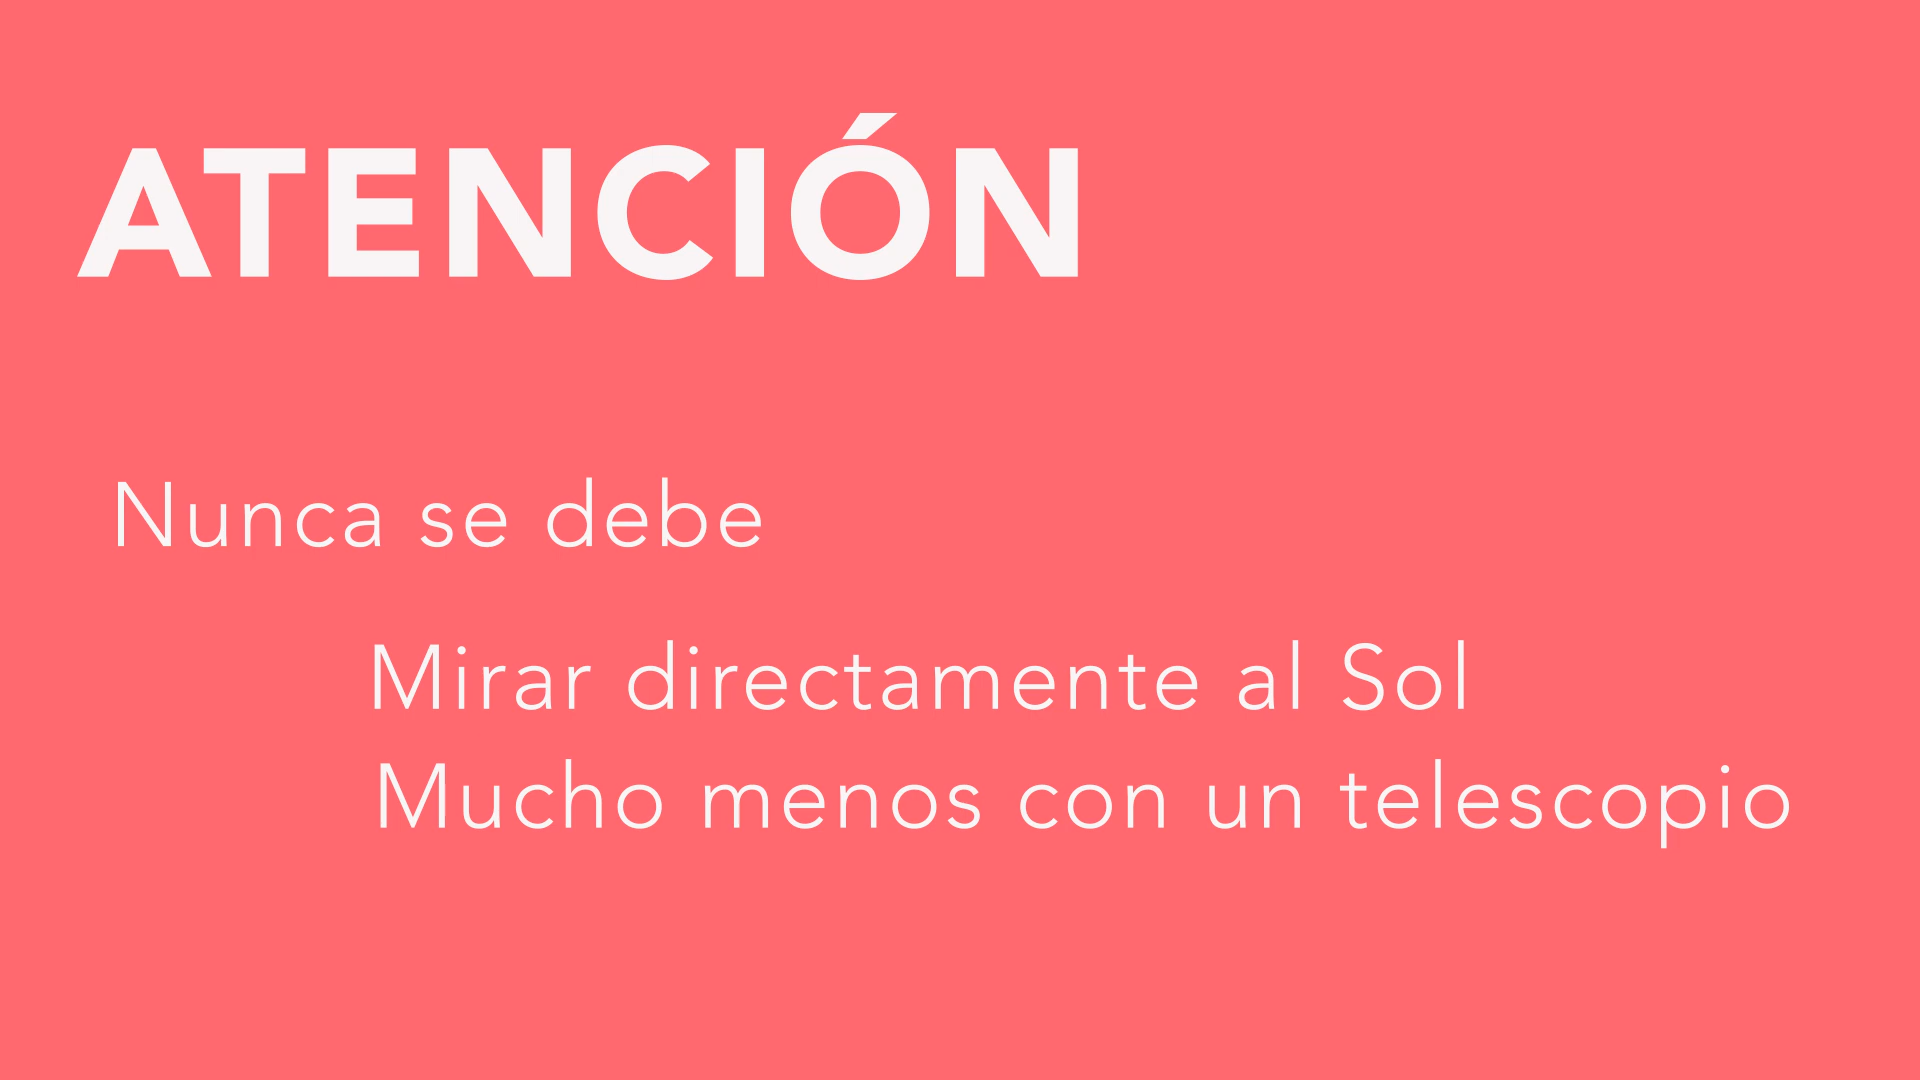 ATENCIÓN
Nunca se debe
Mirar directamente al Sol
Mucho menos con un telescopio